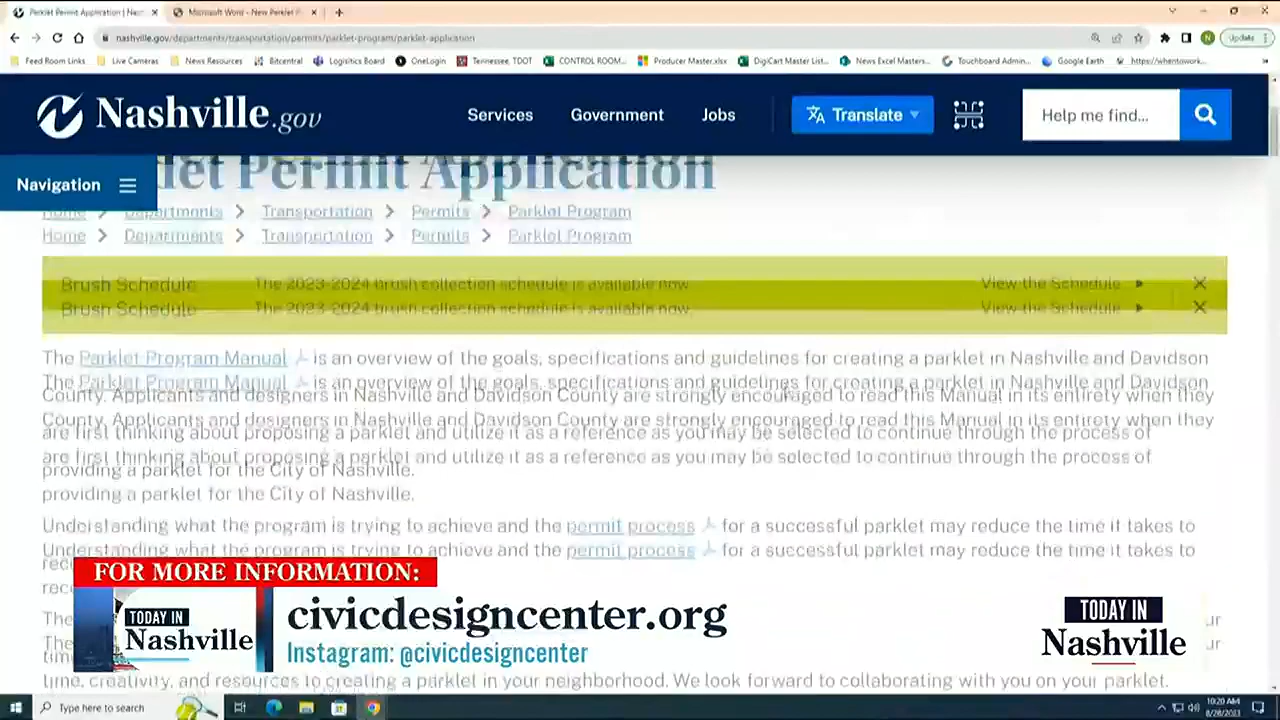 Parklet Permit Application | Nas
Microsoft Word - New Parklet P
nashville.gov/departments/transportation/permits/parklet-program/parklet-application
Update
Feed Room Links
Live Cameras
News Resources
Bitcentral
Logisitics Board
OneLogin
Tennessee, TDOT
CONTROL ROOM...
Producer Master.xlsx
DigiCart Master List...
News Excel Masters...
Touchboard Admin...
Google Earth
https://whentowork...
Nashville.gov
Services
Government
Jobs
Translate
Help me find...
Navigation
let Permit Application
Home > Departments > Transportation > Permits > Parklet Program
Home > Departments > Transportation > Permits > Parklet Program
Brush Schedule The 2023-2024 brush collection schedule is available now View the Schedule
Brush Schedule The 2023-2024 brush collection schedule is available now View the Schedule
The Parklet Program Manual is an overview of the goals, specifications and guidelines for creating a parklet in Nashville and Davidson
The Parklet Program Manual is an overview of the goals, specifications and guidelines for creating a parklet in Nashville and Davidson
County. Applicants and designers in Nashville and Davidson County are strongly encouraged to read this Manual in its entirety when they
County. Applicants and designers in Nashville and Davidson County are strongly encouraged to read this Manual in its entirety when they
are first thinking about proposing a parklet and utilize it as a reference as you may be selected to continue through the process of
are first thinking about proposing a parklet and utilize it as a reference as you may be selected to continue through the process of
providing a parklet for the City of Nashville.
providing a parklet for the City of Nashville.
Understanding what the program is trying to achieve and the permit process for a successful parklet may reduce the time it takes to
Understanding what the program is trying to achieve and the permit process for a successful parklet may reduce the time it takes to
FOR MORE INFORMATION:
TODAY IN
Nashville
civicdesigncenter.org
Instagram: @civicdesigncenter
TODAY IN
Nashville
The
The
time, creativity, and resources to creating a parklet in your neighborhood. We look forward to collaborating with you on your parklet.
Type here to search
10:20 AM
8/28/2023